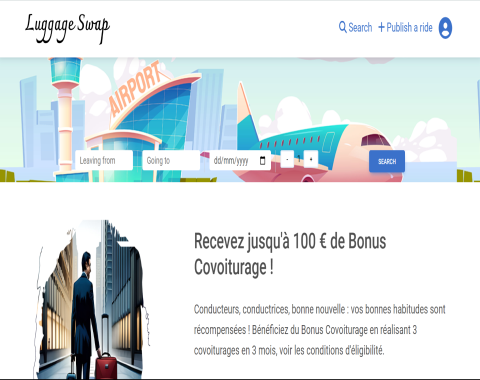 Luggage Swap
Search + Publish a ride
AIRPORT
Leaving from
Going to
dd/mm/yyyy
-
+
SEARCH
Recevez jusqu'à 100 € de Bonus
Covoiturage !
Conducteurs, conductrices, bonne nouvelle : vos bonnes habitudes sont
récompensées ! Bénéficiez du Bonus Covoiturage en réalisant 3
covoiturages en 3 mois, voir les conditions d'éligibilité.